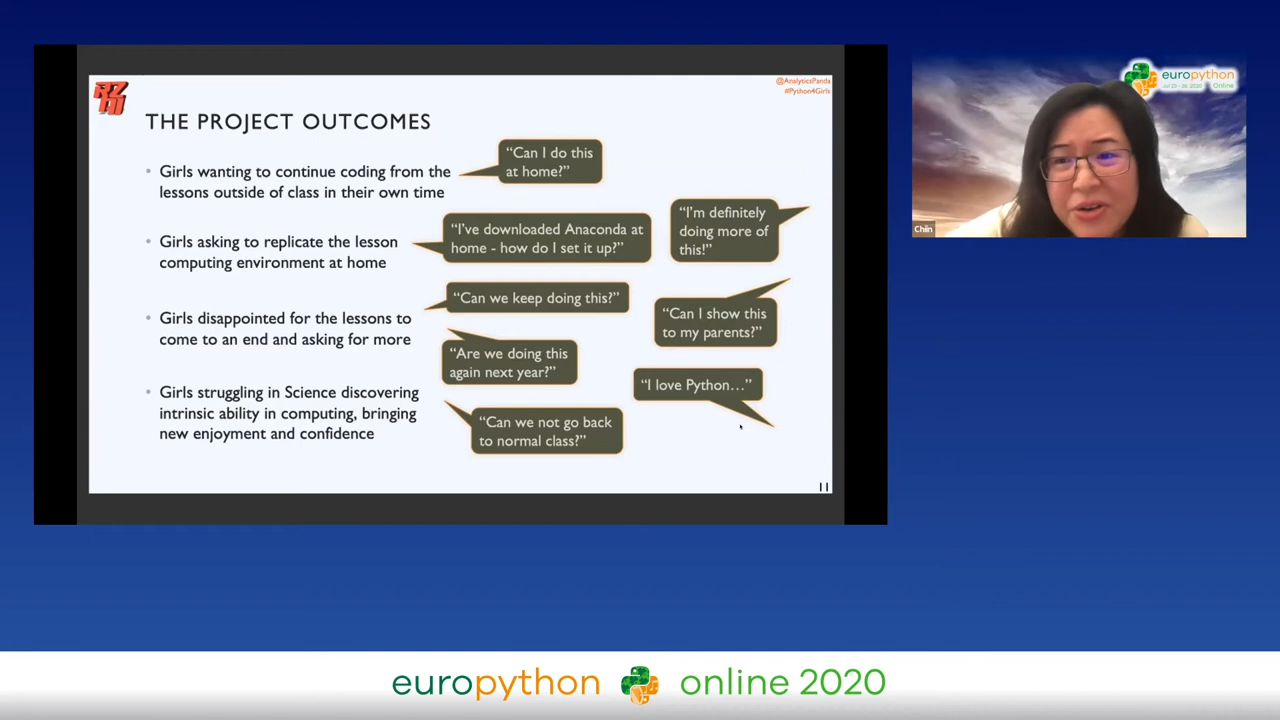 @AnalyticsPanda
#Python4Girls
THE PROJECT OUTCOMES
• Girls wanting to continue coding from the
lessons outside of class in their own time
“Can I do this
at home?”
• Girls asking to replicate the lesson
computing environment at home
“I’ve downloaded Anaconda at
home - how do I set it up?”
“I’m definitely
doing more of
this!”
• Girls disappointed for the lessons to
come to an end and asking for more
“Can we keep doing this?”
“Are we doing this
again next year?”
“Can I show this
to my parents?”
• Girls struggling in Science discovering
intrinsic ability in computing, bringing
new enjoyment and confidence
“Can we not go back
to normal class?”
“I love Python…”
11
europython
Online
Chin
europython online 2020